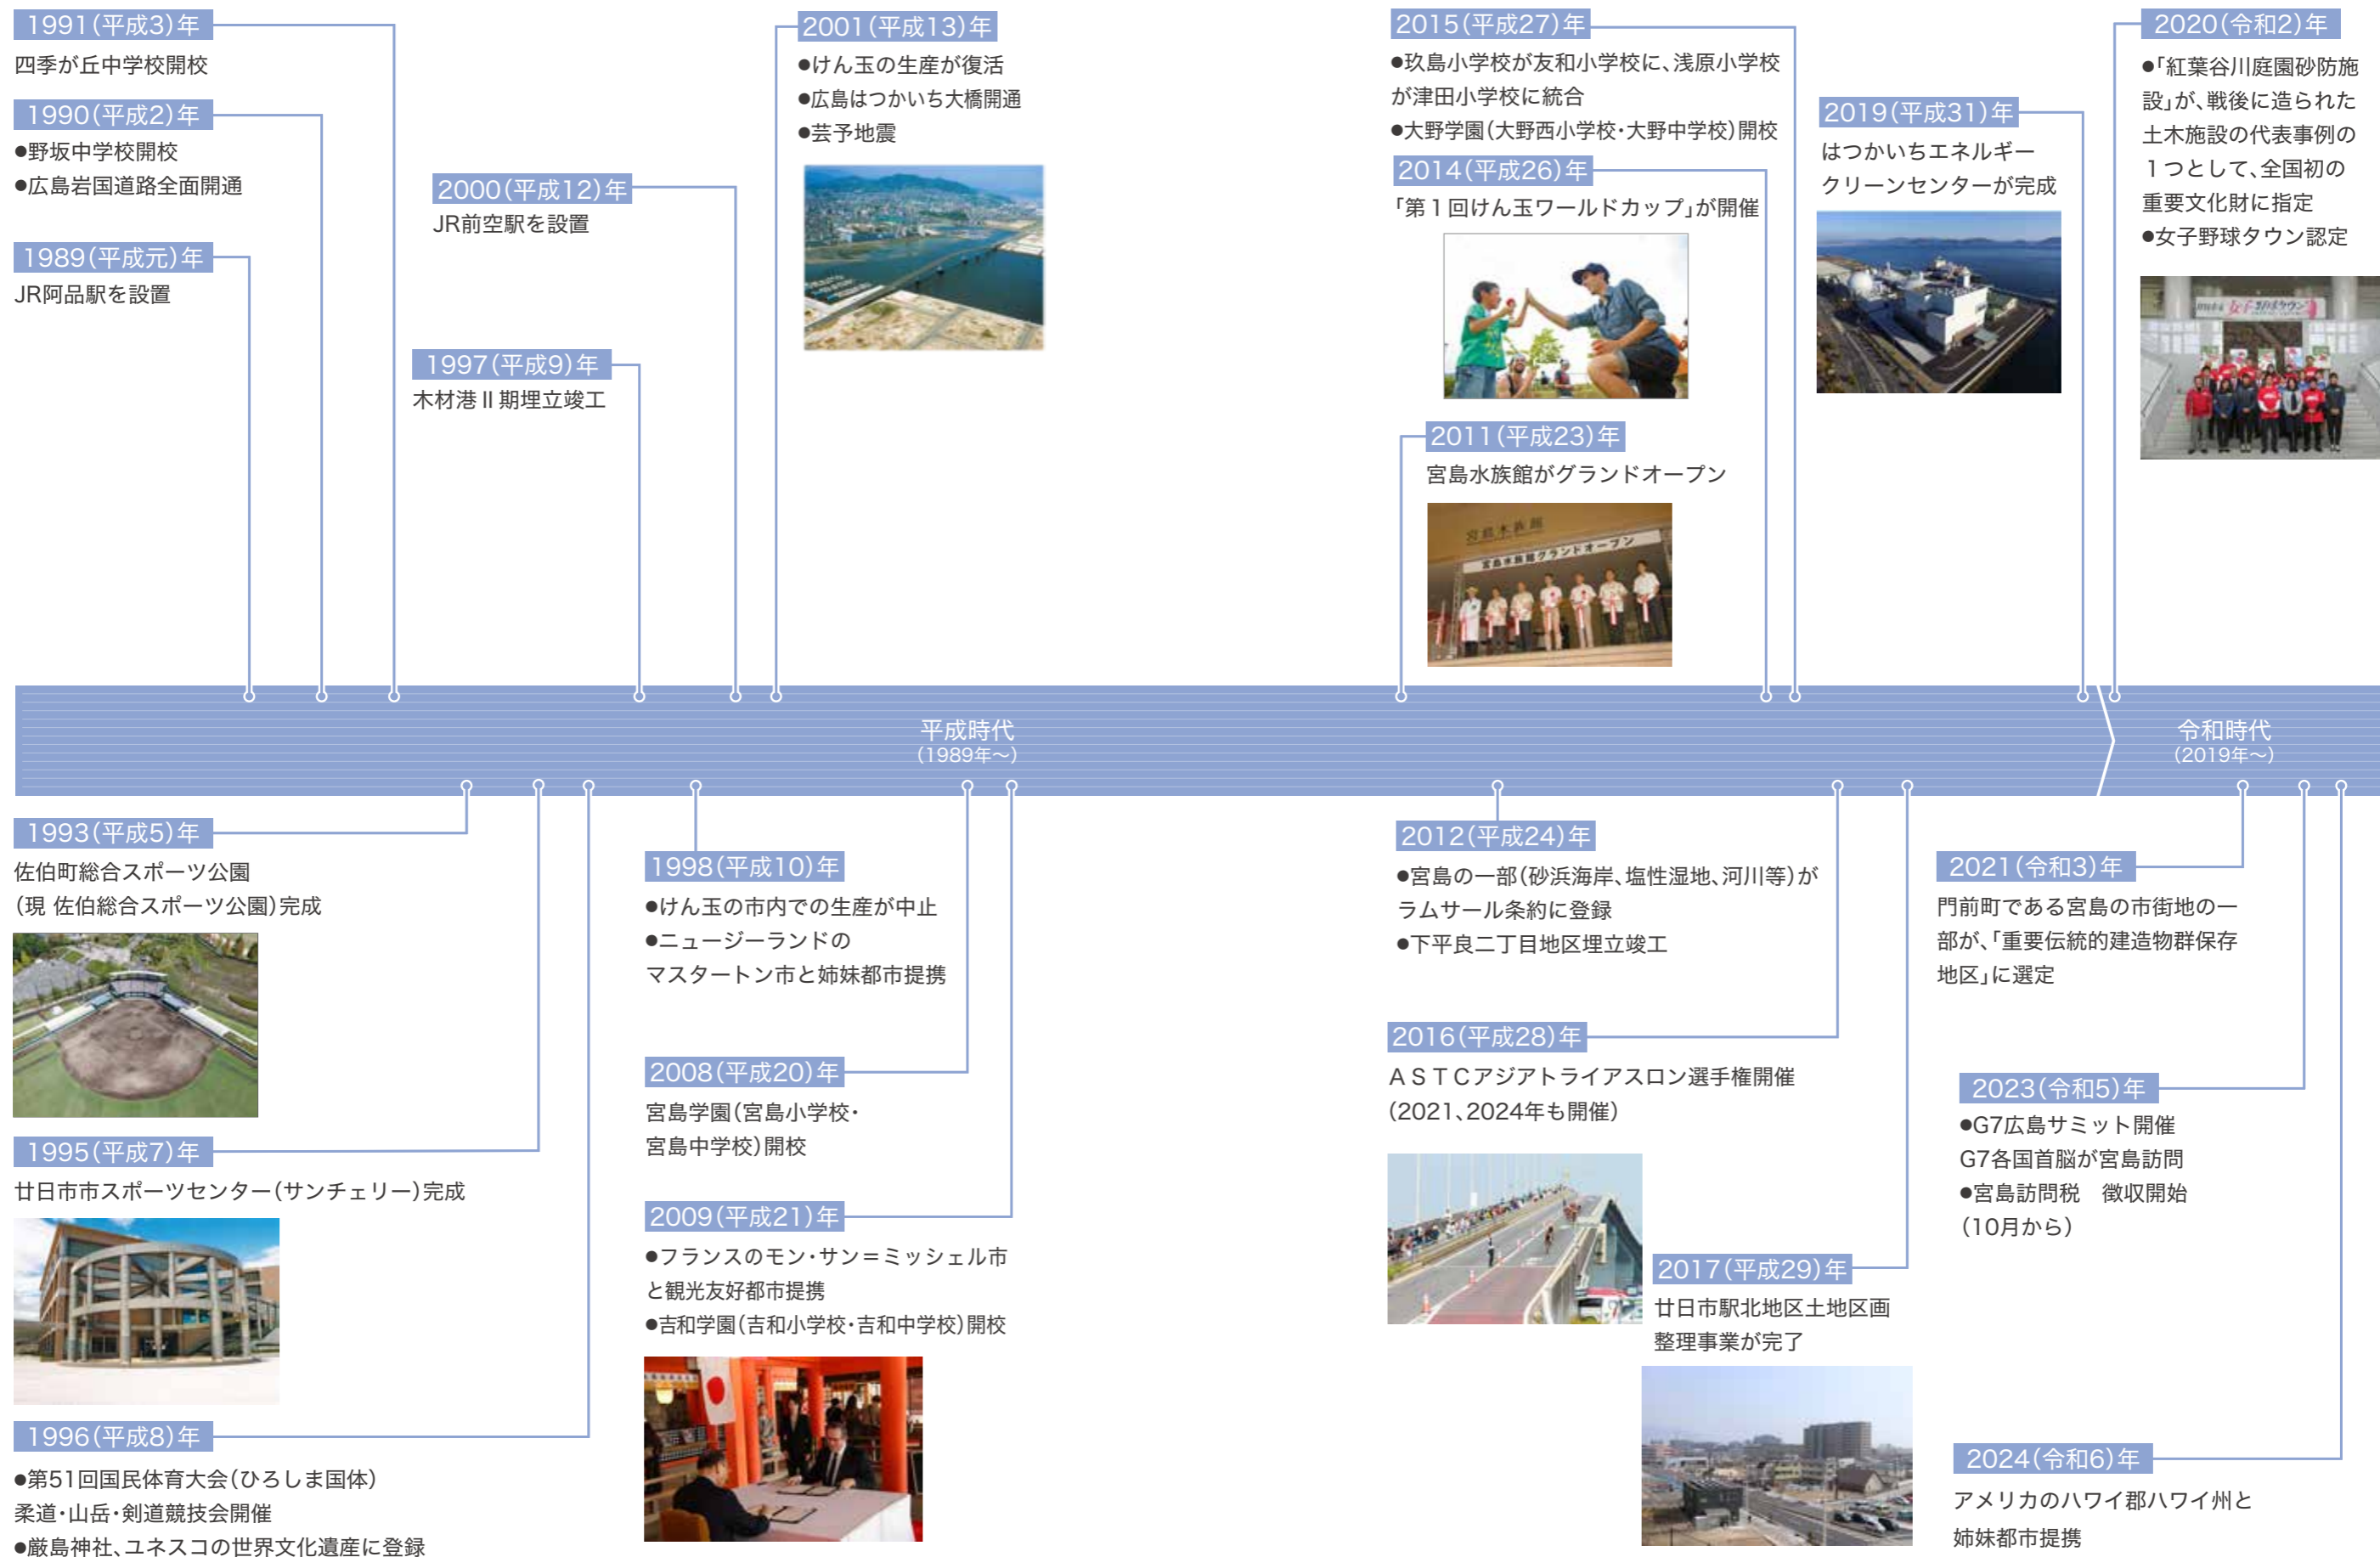 1991(平成3)年
四季が丘中学校開校
1990(平成2)年
●野坂中学校開校
●広島岩国道路全面開通
1989(平成元)年
JR阿品駅を設置
2000(平成12)年
JR前空駅を設置
1997(平成9)年
木材港Ⅱ期埋立竣工
2001(平成13)年
●けん玉の生産が復活
●広島はつかいち大橋開通
●芸予地震
2015(平成27)年
●玖島小学校が友和小学校に、浅原小学校
が津田小学校に統合
●大野学園(大野西小学校・大野中学校)開校
2014(平成26)年
「第1回けん玉ワールドカップ」が開催
2011(平成23)年
宮島水族館がグランドオープン
宮島水族館
宮島水族館グランドオープン
2019(平成31)年
はつかいちエネルギー
クリーンセンターが完成
2020(令和2)年
●「紅葉谷川庭園砂防施
設」が、戦後に造られた
土木施設の代表事例の
1つとして、全国初の
重要文化財に指定
●女子野球タウン認定
女子野球タウン
平成時代
(1989年~)
令和時代
(2019年~)
1993(平成5)年
佐伯町総合スポーツ公園
(現 佐伯総合スポーツ公園)完成
1995(平成7)年
廿日市市スポーツセンター(サンチェリー)完成
1996(平成8)年
●第51回国民体育大会(ひろしま国体)
柔道・山岳・剣道競技会開催
●厳島神社、ユネスコの世界文化遺産に登録
1998(平成10)年
●けん玉の市内での生産が中止
●ニュージーランドの
マスタートン市と姉妹都市提携
2008(平成20)年
宮島学園(宮島小学校・
宮島中学校)開校
2009(平成21)年
●フランスのモン・サン=ミッシェル市
と観光友好都市提携
●吉和学園(吉和小学校・吉和中学校)開校
2012(平成24)年
●宮島の一部(砂浜海岸、塩性湿地、河川等)が
ラムサール条約に登録
●下平良二丁目地区埋立竣工
2016(平成28)年
ASTCアジアトライアスロン選手権開催
(2021、2024年も開催)
2017(平成29)年
廿日市駅北地区土地区画
整理事業が完了
2021(令和3)年
門前町である宮島の市街地の一
部が、「重要伝統的建造物群保存
地区」に選定
2023(令和5)年
●G7広島サミット開催
G7各国首脳が宮島訪問
●宮島訪問税 徴収開始
(10月から)
2024(令和6)年
アメリカのハワイ郡ハワイ州と
姉妹都市提携